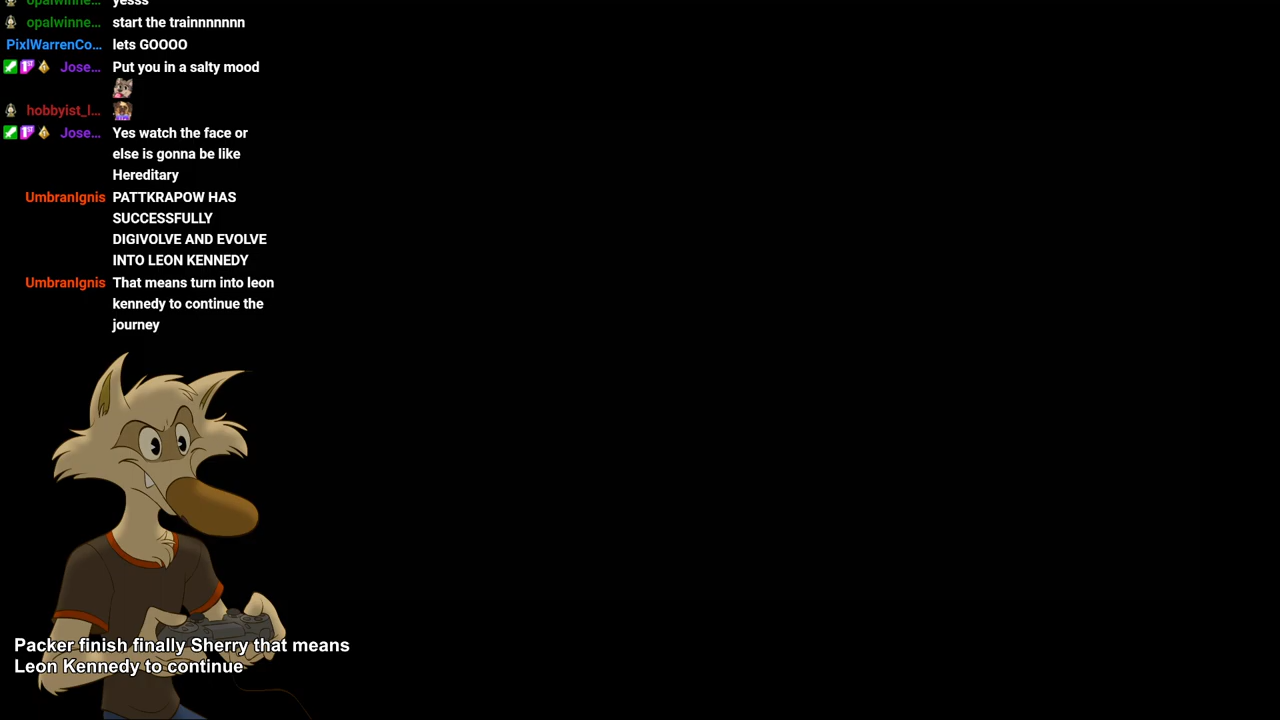 opalwinne... yesss
opalwinne... start the trainnnnnnn
PixlWarrenCo... lets GOOOO
Jose... Put you in a salty mood
hobbyist_l...
Jose... Yes watch the face or
else is gonna be like
Hereditary
UmbranIgnis PATTKRAPOW HAS
SUCCESSFULLY
DIGIVOLVE AND EVOLVE
INTO LEON KENNEDY
UmbranIgnis That means turn into leon
kennedy to continue the
journey
Packer finish finally Sherry that means
Leon Kennedy to continue